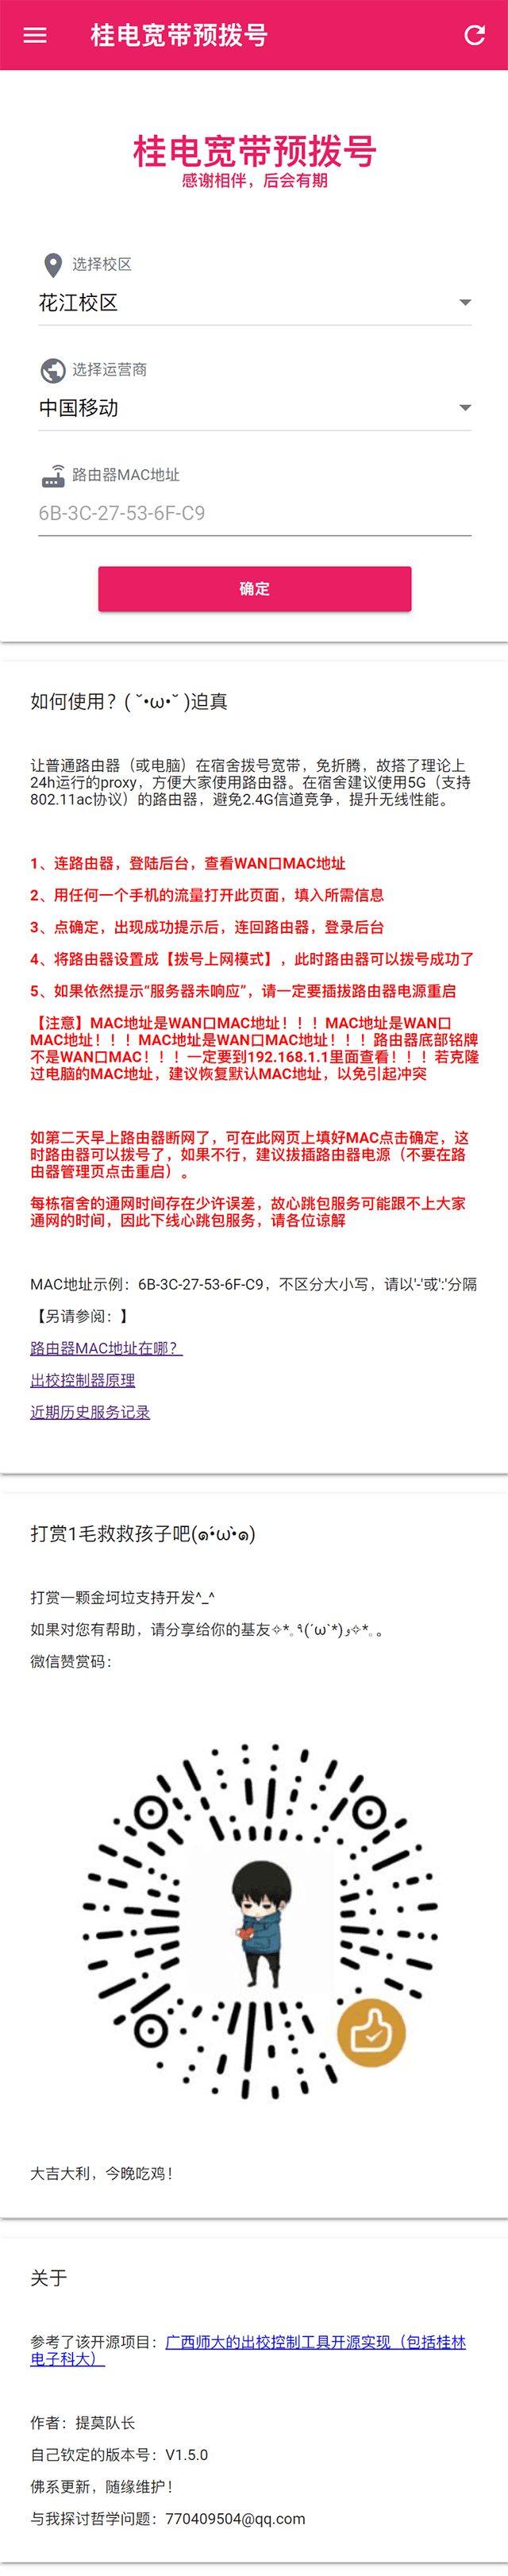 桂电宽带预拨号
桂电宽带预拨号
感谢相伴，后会有期
选择校区
花江校区
选择运营商
中国移动
路由器MAC地址
6B-3C-27-53-6F-C9
确定
如何使用？( ˘•ω•˘ )迫真
让普通路由器（或电脑）在宿舍拨号宽带，免折腾，故搭了理论上
24h运行的proxy，方便大家使用路由器。在宿舍建议使用5G（支持
802.11ac协议）的路由器，避免2.4G信道竞争，提升无线性能。
1、连路由器，登陆后台，查看WAN口MAC地址
2、用任何一个手机的流量打开此页面，填入所需信息
3、点确定，出现成功提示后，连回路由器，登录后台
4、将路由器设置成【拨号上网模式】，此时路由器可以拨号成功了
5、如果依然提示“服务器未响应”，请一定要插拔路由器电源重启
【注意】MAC地址是WAN口MAC地址！！！MAC地址是WAN口
MAC地址！！！MAC地址是WAN口MAC地址！！！路由器底部铭牌
不是WAN口MAC！！！一定要到192.168.1.1里面查看！！！若克隆
过电脑的MAC地址，建议恢复默认MAC地址，以免引起冲突
如第二天早上路由器断网了，可在此网页上填好MAC点击确定，这
时路由器可以拨号了，如果不行，建议拔插路由器电源（不要在路
由器管理页点击重启）。
每栋宿舍的通网时间存在少许误差，故心跳包服务可能跟不上大家
通网的时间，因此下线心跳包服务，请各位谅解
MAC地址示例：6B-3C-27-53-6F-C9，不区分大小写，请以'-'或':'分隔
【另请参阅：】
路由器MAC地址在哪？
出校控制器原理
近期历史服务记录
打赏1毛救救孩子吧(๑•́ω•̀๑)
打赏一颗金坷垃支持开发^_^
如果对您有帮助，请分享给你的基友✧*｡٩(ˊωˋ*)و✧*｡。
微信赞赏码：
大吉大利，今晚吃鸡！
关于
参考了该开源项目：广西师大的出校控制工具开源实现（包括桂林
电子科大）
作者：提莫队长
自己钦定的版本号：V1.5.0
佛系更新，随缘维护！
与我探讨哲学问题：770409504@qq.com